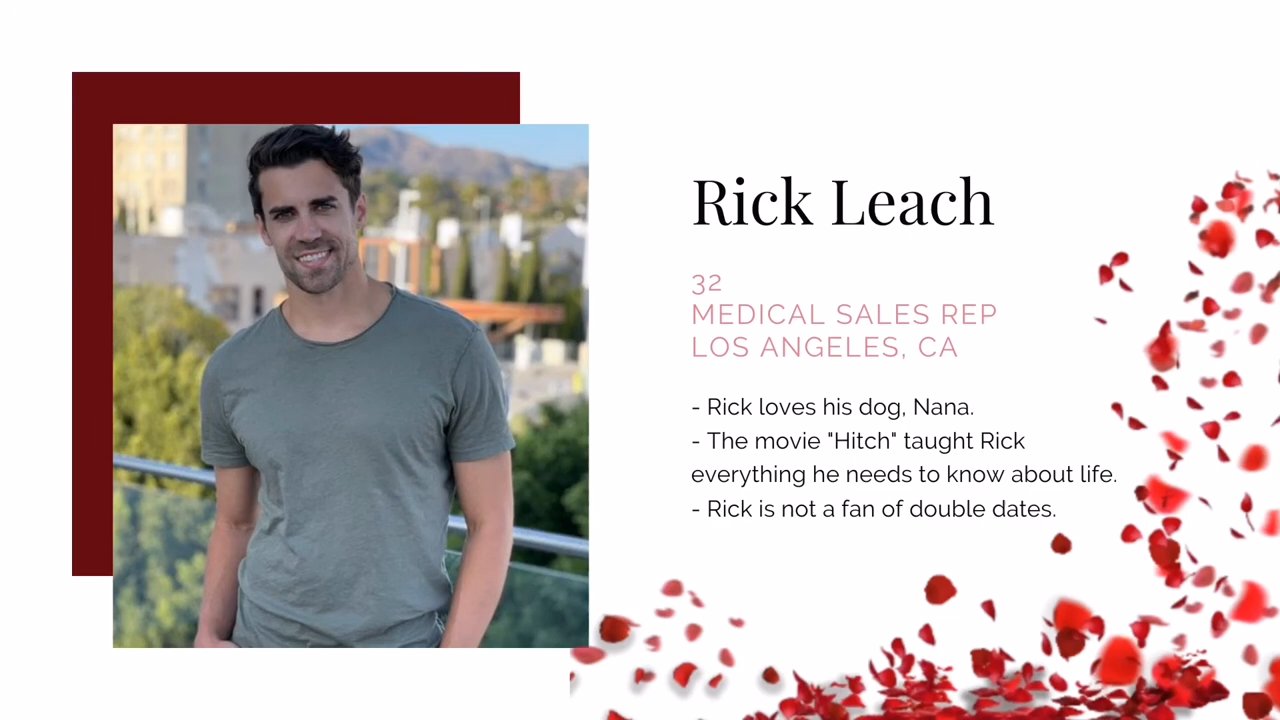 Rick Leach
32
MEDICAL SALES REP
LOS ANGELES, CA
- Rick loves his dog, Nana.
- The movie "Hitch" taught Rick
everything he needs to know about life.
- Rick is not a fan of double dates.